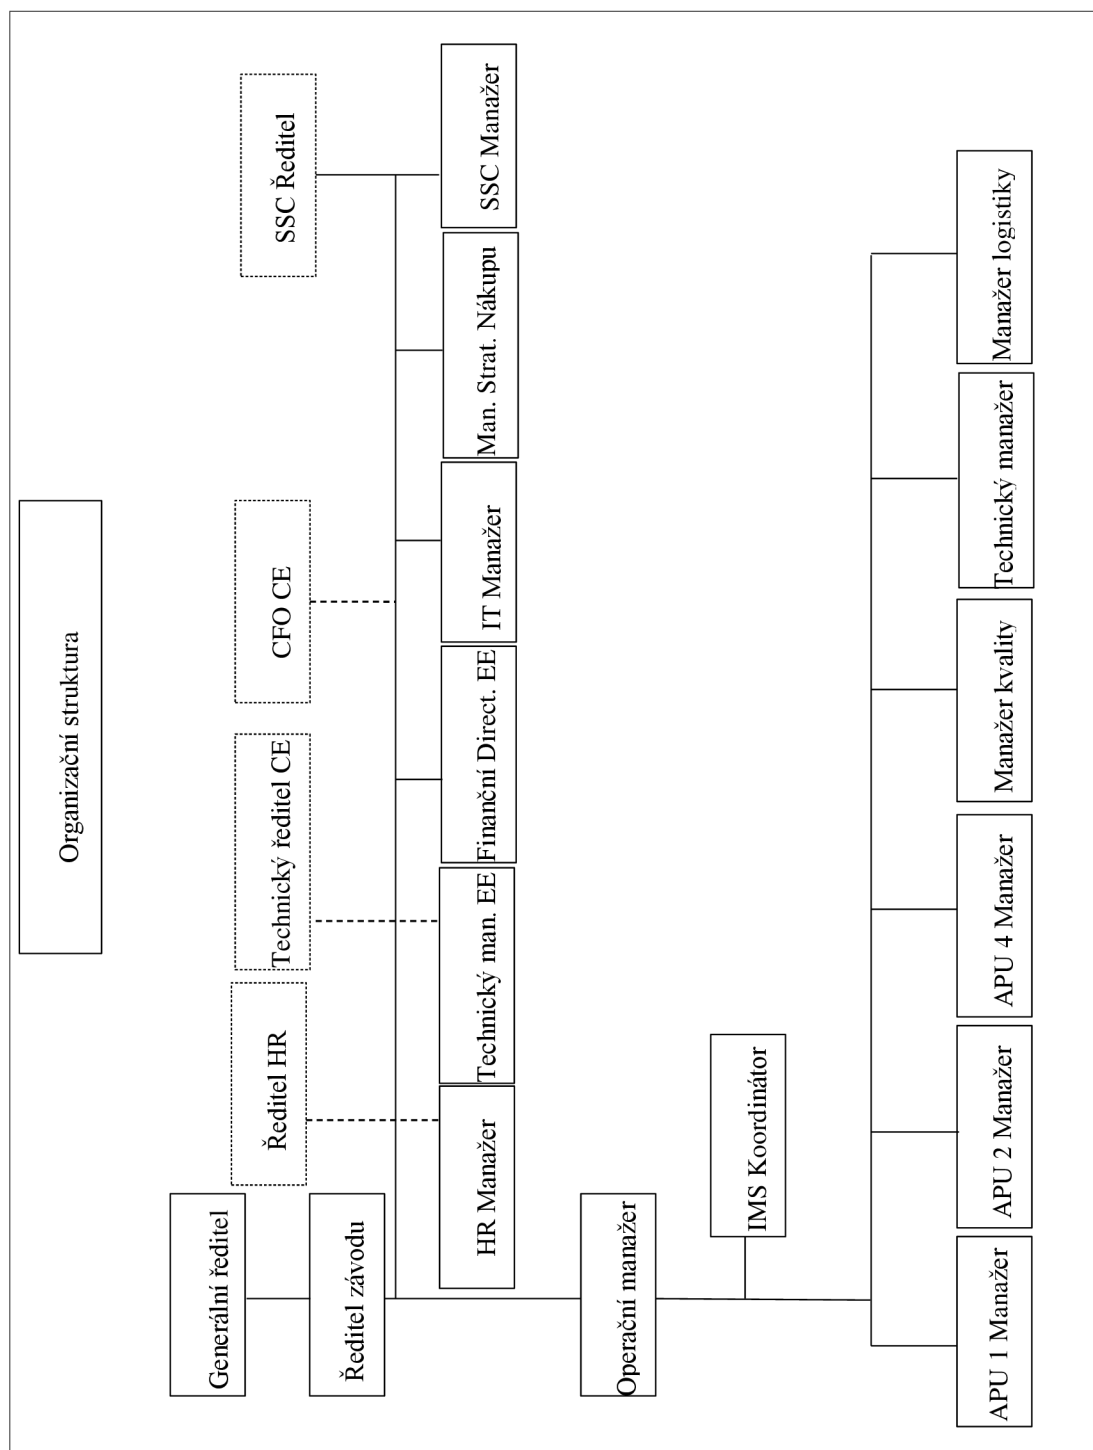 Organizační struktura
Generální ředitel
Ředitel HR
Technický ředitel CE
CFO CE
SSC Ředitel
Ředitel závodu
HR Manažer
Technický man. EE
Finanční Direct. EE
IT Manažer
Man. Strat. Nákupu
SSC Manažer
Operační manažer
IMS Koordinátor
APU 1 Manažer
APU 2 Manažer
APU 4 Manažer
Manažer kvality
Technický manažer
Manažer logistiky